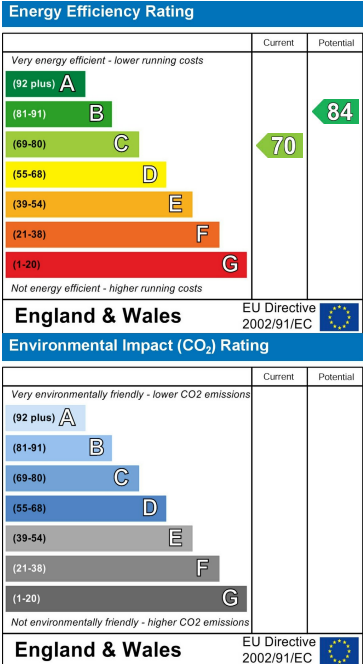 Energy Efficiency Rating
Current Potential
Very energy efficient - lower running costs
(92 plus) A
(81-91) B
84
(69-80) C
70
(55-68) D
(39-54) E
(21-38) F
(1-20) G
Not energy efficient - higher running costs
England & Wales
EU Directive
2002/91/EC
Environmental Impact (CO₂) Rating
Current Potential
Very environmentally friendly - lower CO2 emissions
(92 plus) A
(81-91) B
(69-80) C
(55-68) D
(39-54) E
(21-38) F
(1-20) G
Not environmentally friendly - higher CO2 emissions
England & Wales
EU Directive
2002/91/EC